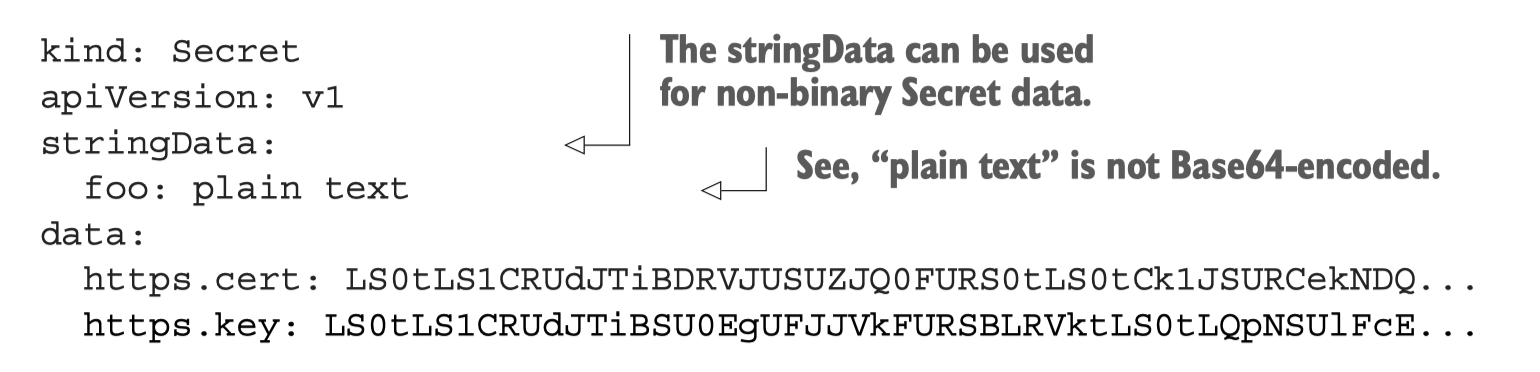 kind: Secret
apiVersion: v1
stringData:
The stringData can be used
for non-binary Secret data.
foo: plain text
See, “plain text” is not Base64-encoded.
data:
https.cert: LS0tLS1CRUdJTiBDRVJUSUZJQ0FURS0tLS0tCk1JSURCekNDQ...
https.key: LS0tLS1CRUdJTiBSU0EgUFJJVkFURSBLRVktLS0tLQpNSUlFcE...